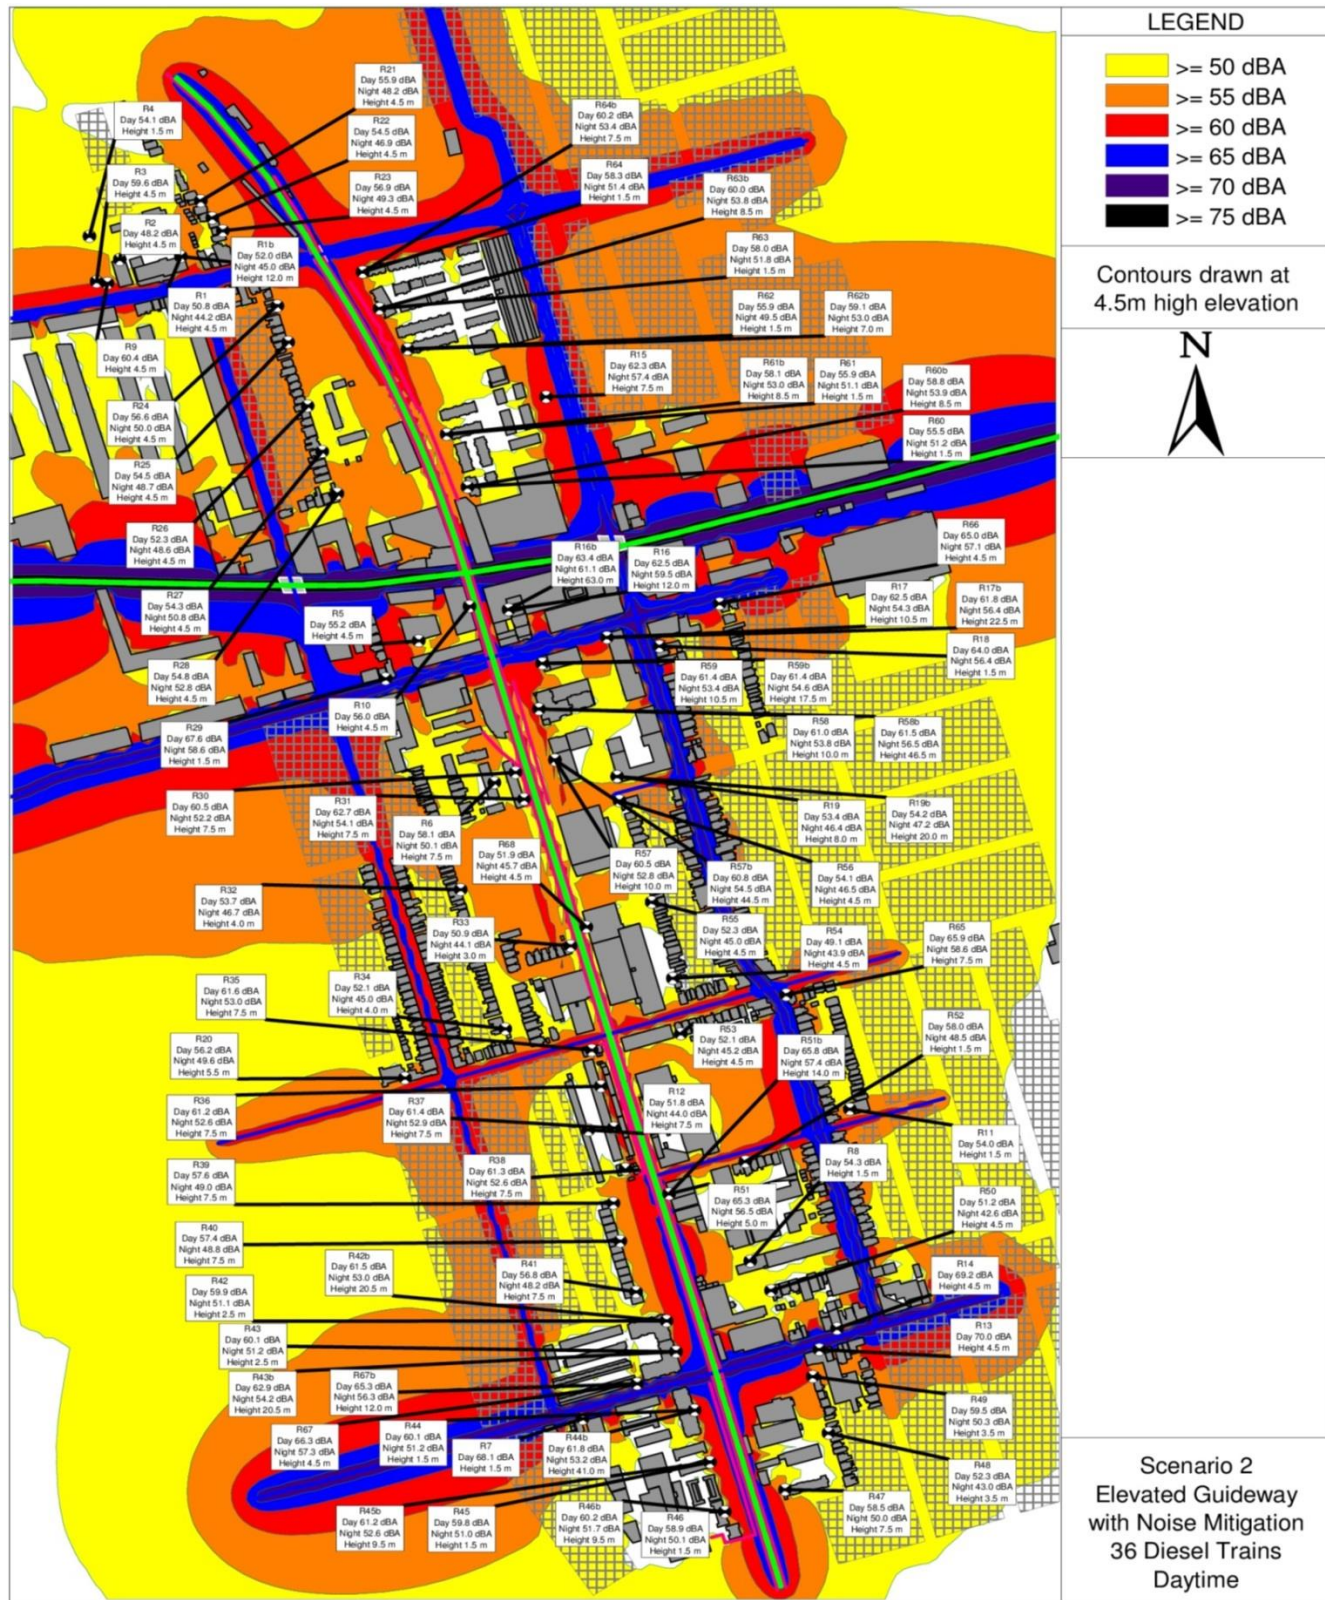 LEGEND
>= 50 dBA
>= 55 dBA
>= 60 dBA
>= 65 dBA
>= 70 dBA
>= 75 dBA
Contours drawn at
4.5m high elevation
N
R21
Day 55.9 dBA
Night 48.2 dBA
Height 4.5 m
R4
Day 54.1 dBA
Height 1.5 m
R22
Day 54.5 dBA
Night 46.9 dBA
Height 4.5 m
R64b
Day 60.2 dBA
Night 53.4 dBA
Height 7.5 m
R3
Day 59.6 dBA
Height 4.5 m
R23
Day 56.9 dBA
Night 49.3 dBA
Height 4.5 m
R64
Day 58.3 dBA
Night 51.4 dBA
Height 1.5 m
R63b
Day 60.0 dBA
Night 53.8 dBA
Height 8.5 m
R2
Day 48.2 dBA
Height 4.5 m
R1b
Day 52.0 dBA
Night 45.0 dBA
Height 12.0 m
R63
Day 58.0 dBA
Night 51.8 dBA
Height 1.5 m
R1
Day 50.8 dBA
Night 44.2 dBA
Height 4.5 m
R62
Day 55.9 dBA
Night 49.5 dBA
Height 1.5 m
R62b
Day 59.1 dBA
Night 53.0 dBA
Height 7.0 m
R9
Day 60.4 dBA
Height 4.5 m
R15
Day 62.3 dBA
Night 57.4 dBA
Height 7.5 m
R61b
Day 58.1 dBA
Night 53.0 dBA
Height 8.5 m
R61
Day 55.9 dBA
Night 51.1 dBA
Height 1.5 m
R60b
Day 58.8 dBA
Night 53.9 dBA
Height 8.5 m
R24
Day 56.6 dBA
Night 50.0 dBA
Height 4.5 m
R60
Day 55.5 dBA
Night 51.2 dBA
Height 1.5 m
R25
Day 54.5 dBA
Night 48.7 dBA
Height 4.5 m
R26
Day 52.3 dBA
Night 48.6 dBA
Height 4.5 m
R16b
Day 63.4 dBA
Night 61.1 dBA
Height 63.0 m
R16
Day 62.5 dBA
Night 59.5 dBA
Height 12.0 m
R66
Day 65.0 dBA
Night 57.1 dBA
Height 4.5 m
R27
Day 54.3 dBA
Night 50.8 dBA
Height 4.5 m
R5
Day 55.2 dBA
Height 4.5 m
R17
Day 62.5 dBA
Night 54.3 dBA
Height 10.5 m
R17b
Day 61.8 dBA
Night 56.4 dBA
Height 22.5 m
R28
Day 54.8 dBA
Night 52.8 dBA
Height 4.5 m
R59
Day 61.4 dBA
Night 53.4 dBA
Height 10.5 m
R59b
Day 61.4 dBA
Night 54.6 dBA
Height 17.5 m
R18
Day 64.0 dBA
Night 56.4 dBA
Height 1.5 m
R10
Day 56.0 dBA
Height 4.5 m
R29
Day 67.6 dBA
Night 58.6 dBA
Height 1.5 m
R58
Day 61.0 dBA
Night 53.8 dBA
Height 10.0 m
R58b
Day 61.5 dBA
Night 56.5 dBA
Height 46.5 m
R30
Day 60.5 dBA
Night 52.2 dBA
Height 7.5 m
R31
Day 62.7 dBA
Night 54.1 dBA
Height 7.5 m
R6
Day 58.1 dBA
Night 50.1 dBA
Height 7.5 m
R19
Day 53.4 dBA
Night 46.4 dBA
Height 8.0 m
R19b
Day 54.2 dBA
Night 47.2 dBA
Height 20.0 m
R68
Day 51.9 dBA
Night 45.7 dBA
Height 4.5 m
R57
Day 60.5 dBA
Night 52.8 dBA
Height 10.0 m
R57b
Day 60.8 dBA
Night 54.5 dBA
Height 44.5 m
R56
Day 54.1 dBA
Night 46.5 dBA
Height 4.5 m
R32
Day 53.7 dBA
Night 46.7 dBA
Height 4.0 m
R33
Day 50.9 dBA
Night 44.1 dBA
Height 3.0 m
R55
Day 52.3 dBA
Night 45.0 dBA
Height 4.5 m
R54
Day 49.1 dBA
Night 43.9 dBA
Height 4.5 m
R65
Day 65.9 dBA
Night 58.6 dBA
Height 7.5 m
R35
Day 61.6 dBA
Night 53.0 dBA
Height 7.5 m
R34
Day 52.1 dBA
Night 45.0 dBA
Height 4.0 m
R53
Day 52.1 dBA
Night 45.2 dBA
Height 4.5 m
R51b
Day 65.8 dBA
Night 57.4 dBA
Height 14.0 m
R52
Day 58.0 dBA
Night 48.5 dBA
Height 1.5 m
R20
Day 56.2 dBA
Night 49.6 dBA
Height 5.5 m
R36
Day 61.2 dBA
Night 52.6 dBA
Height 7.5 m
R37
Day 61.4 dBA
Night 52.9 dBA
Height 7.5 m
R12
Day 51.8 dBA
Night 44.0 dBA
Height 7.5 m
R11
Day 54.0 dBA
Height 1.5 m
R8
Day 54.3 dBA
Height 1.5 m
R39
Day 57.6 dBA
Night 49.0 dBA
Height 7.5 m
R38
Day 61.3 dBA
Night 52.6 dBA
Height 7.5 m
R51
Day 65.3 dBA
Night 56.5 dBA
Height 5.0 m
R50
Day 51.2 dBA
Night 42.6 dBA
Height 4.5 m
R40
Day 57.4 dBA
Night 48.8 dBA
Height 7.5 m
R42b
Day 61.5 dBA
Night 53.0 dBA
Height 20.5 m
R41
Day 56.8 dBA
Night 48.2 dBA
Height 7.5 m
R14
Day 69.2 dBA
Height 4.5 m
R42
Day 59.9 dBA
Night 51.1 dBA
Height 2.5 m
R43
Day 60.1 dBA
Night 51.2 dBA
Height 2.5 m
R13
Day 70.0 dBA
Height 4.5 m
R43b
Day 62.9 dBA
Night 54.2 dBA
Height 20.5 m
R67b
Day 65.3 dBA
Night 56.3 dBA
Height 12.0 m
R49
Day 59.5 dBA
Night 50.3 dBA
Height 3.5 m
R67
Day 66.3 dBA
Night 57.3 dBA
Height 4.5 m
R44
Day 60.1 dBA
Night 51.2 dBA
Height 1.5 m
R7
Day 68.1 dBA
Height 1.5 m
R44b
Day 61.8 dBA
Night 53.2 dBA
Height 41.0 m
R48
Day 52.3 dBA
Night 43.0 dBA
Height 3.5 m
R47
Day 58.5 dBA
Night 50.0 dBA
Height 7.5 m
R45b
Day 61.2 dBA
Night 52.6 dBA
Height 9.5 m
R45
Day 59.8 dBA
Night 51.0 dBA
Height 1.5 m
R46b
Day 60.2 dBA
Night 51.7 dBA
Height 9.5 m
R46
Day 58.9 dBA
Night 50.1 dBA
Height 1.5 m
Scenario 2
Elevated Guideway
with Noise Mitigation
36 Diesel Trains
Daytime